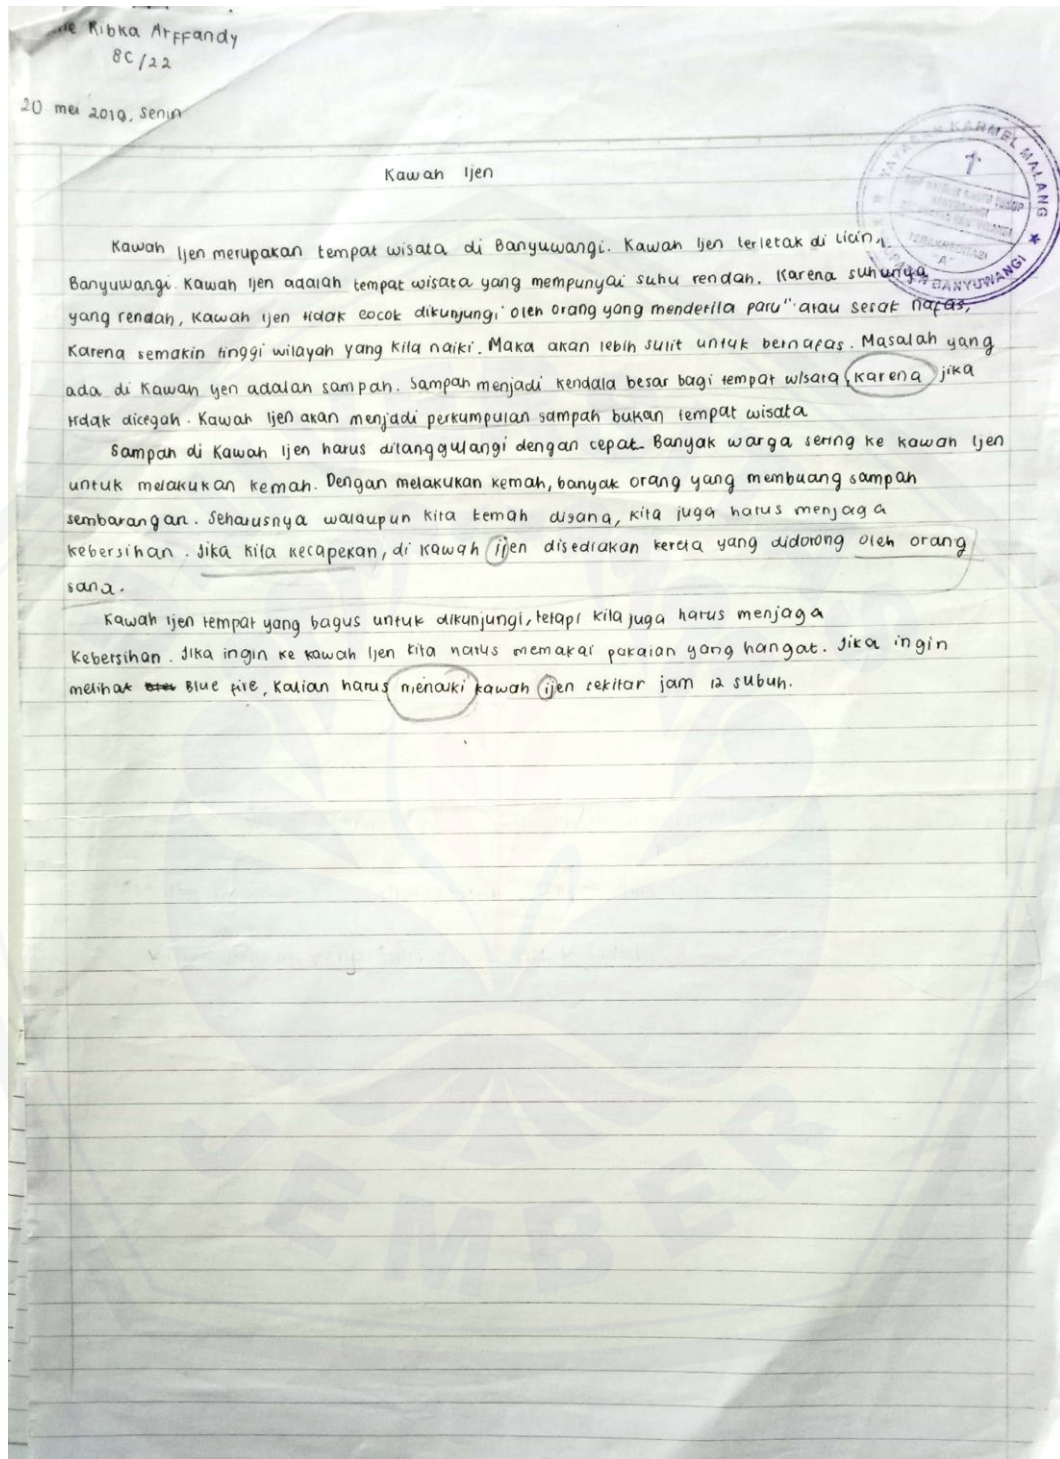 Ribka Arffandy
8C/22
20 mei 2019, Senin
YAYASAN KARMEL MALANG
TERAKREDITASI
"A"
BANYUWANGI
Kawah Ijen
Kawah Ijen merupakan tempat wisata di Banyuwangi. Kawah Ijen terletak di Licin,
Banyuwangi. Kawah Ijen adalah tempat wisata yang mempunyai suhu rendah. Karena suhunya
yang rendah, Kawah Ijen tidak cocok dikunjungi oleh orang yang menderita paru" atau sesak nafas,
Karena semakin tinggi wilayah yang kita naiki. Maka akan lebih sulit untuk bernafas. Masalah yang
ada di Kawah Ijen adalah sampah. Sampah menjadi kendala besar bagi tempat wisata, karena jika
tidak dicegah. Kawah Ijen akan menjadi perkumpulan sampah bukan tempat wisata
Sampah di Kawah Ijen harus ditanggulangi dengan cepat. Banyak warga sering ke kawah Ijen
untuk melakukan kemah. Dengan melakukan kemah, banyak orang yang membuang sampah
sembarangan. Seharusnya walaupun kita kemah disana, kita juga harus menjaga
kebersihan. Jika kita kecapekan, di kawah ijen disediakan kereta yang didorong oleh orang
sana.
Kawah Ijen tempat yang bagus untuk dikunjungi, tetapi kita juga harus menjaga
Kebersihan. Jika ingin ke kawah Ijen kita harus memakai pakaian yang hangat. Jika ingin
melihat Blue fire, Kalian harus menaiki kawah ijen sekitar jam 12 subuh.
JEMBER